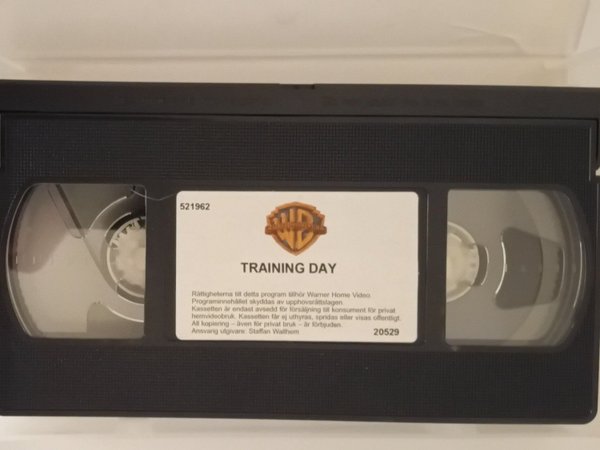 521962
TRAINING DAY
Rättigheterna till detta program tillhör Warner Home Video
Programinnehållet skyddas av upphovsrättslagen.
Kassetten är endast avsedd för försäljning till konsument för privat
hemvideobruk. Kassetten får ej uthyras, spridas eller visas offentligt.
All kopiering – även för privat bruk – är förbjuden.
Ansvarig utgivare: Staffan Wallhem
20529